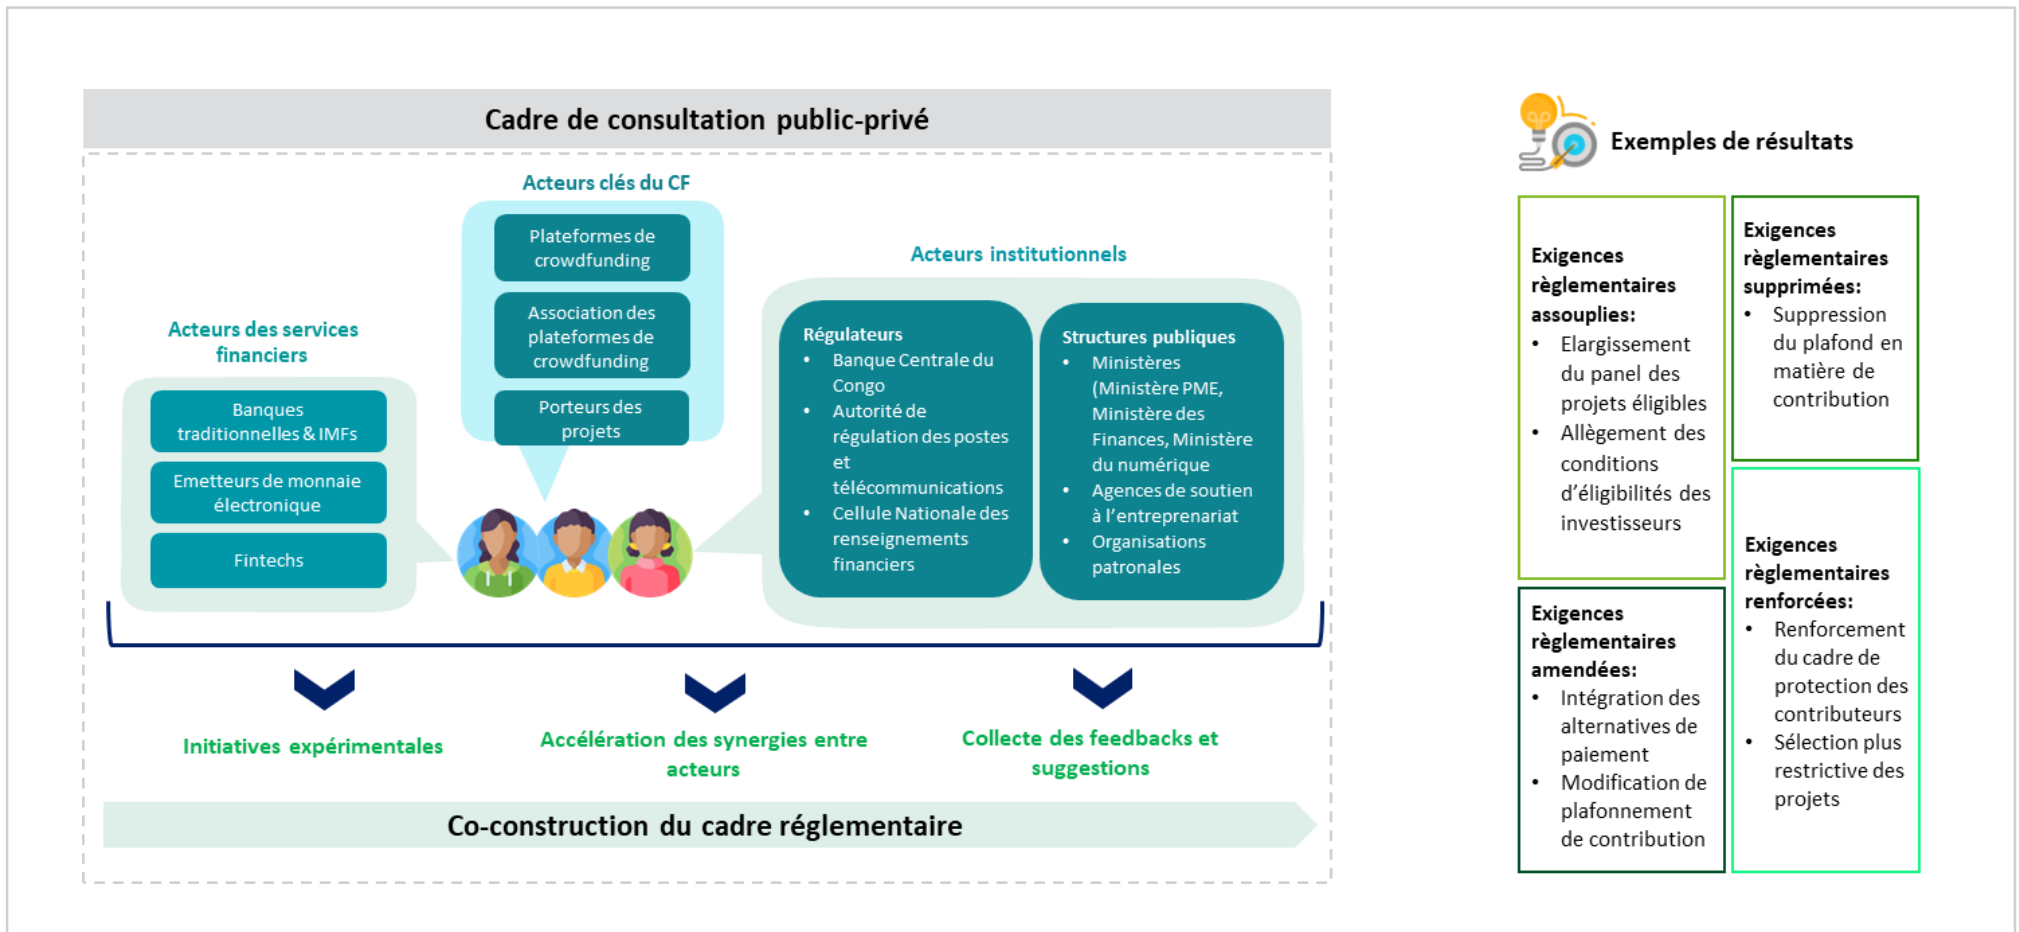 Cadre de consultation public-privé
Acteurs des services
financiers
Banques
traditionnelles & IMFs
Emetteurs de monnaie
électronique
Fintechs
Acteurs clés du CF
Plateformes de
crowdfunding
Association des
plateformes de
crowdfunding
Porteurs des
projets
Acteurs institutionnels
Régulateurs
• Banque Centrale du
Congo
• Autorité de
régulation des postes
et
télécommunications
• Cellule Nationale des
renseignements
financiers
Structures publiques
• Ministères
(Ministère PME,
Ministère des
Finances, Ministère
du numérique
• Agences de soutien
à l’entreprenariat
• Organisations
patronales
Initiatives expérimentales
Accélération des synergies entre
acteurs
Collecte des feedbacks et
suggestions
Co-construction du cadre réglementaire
Exemples de résultats
Exigences
règlementaires
assouplies:
• Elargissement
du panel des
projets éligibles
• Allègement des
conditions
d’éligibilités des
investisseurs
Exigences
règlementaires
supprimées:
• Suppression
du plafond en
matière de
contribution
Exigences
règlementaires
amendées:
• Intégration des
alternatives de
paiement
• Modification de
plafonnement
de contribution
Exigences
règlementaires
renforcées:
• Renforcement
du cadre de
protection des
contributeurs
• Sélection plus
restrictive des
projets